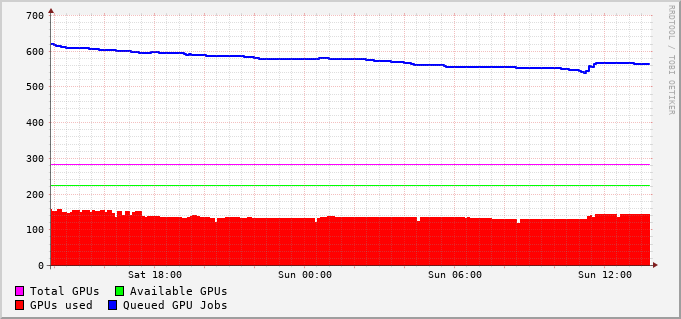 700
600
500
400
300
200
100
0
Sat 18:00 Sun 00:00 Sun 06:00 Sun 12:00
Total GPUs Available GPUs
GPUs used Queued GPU Jobs
RRDTOOL / TOBI OETIKER